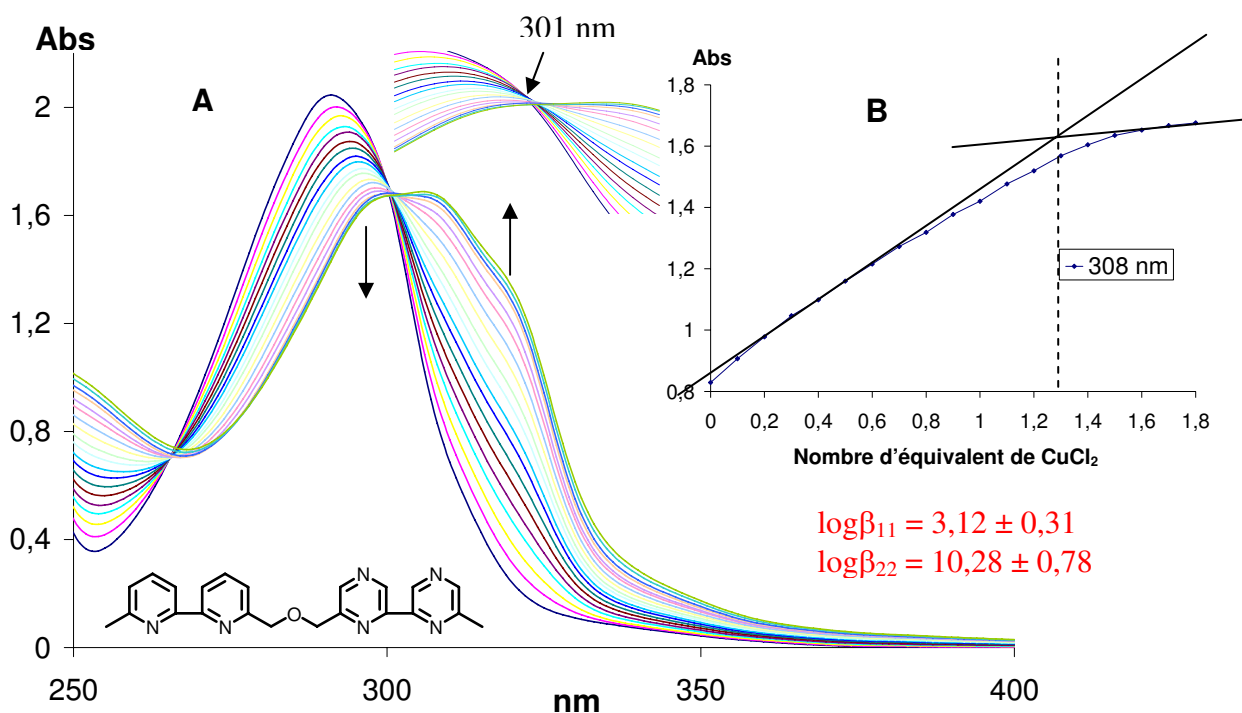 Abs
2
1,6
1,2
0,8
0,4
0
250
300
350
400
nm
A
301 nm
N
N
O
N
N
N
N
Abs
B
1,8
1,6
1,4
1,2
1
0,8
0
0,2
0,4
0,6
0,8
1
1,2
1,4
1,6
1,8
308 nm
Nombre d'équivalent de CuCl₂
logβ₁₁ = 3,12 ± 0,31
logβ₂₂ = 10,28 ± 0,78